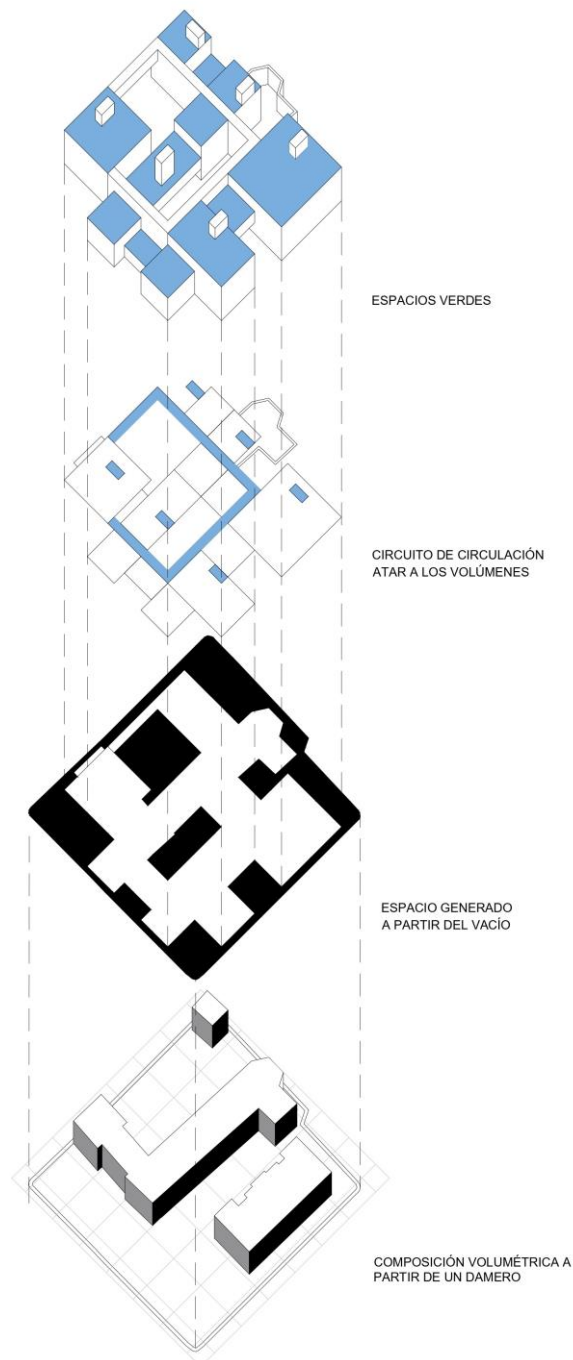 ESPACIOS VERDES
CIRCUITO DE CIRCULACIÓN
ATAR A LOS VOLÚMENES
ESPACIO GENERADO
A PARTIR DEL VACÍO
COMPOSICIÓN VOLUMÉTRICA A
PARTIR DE UN DAMERO